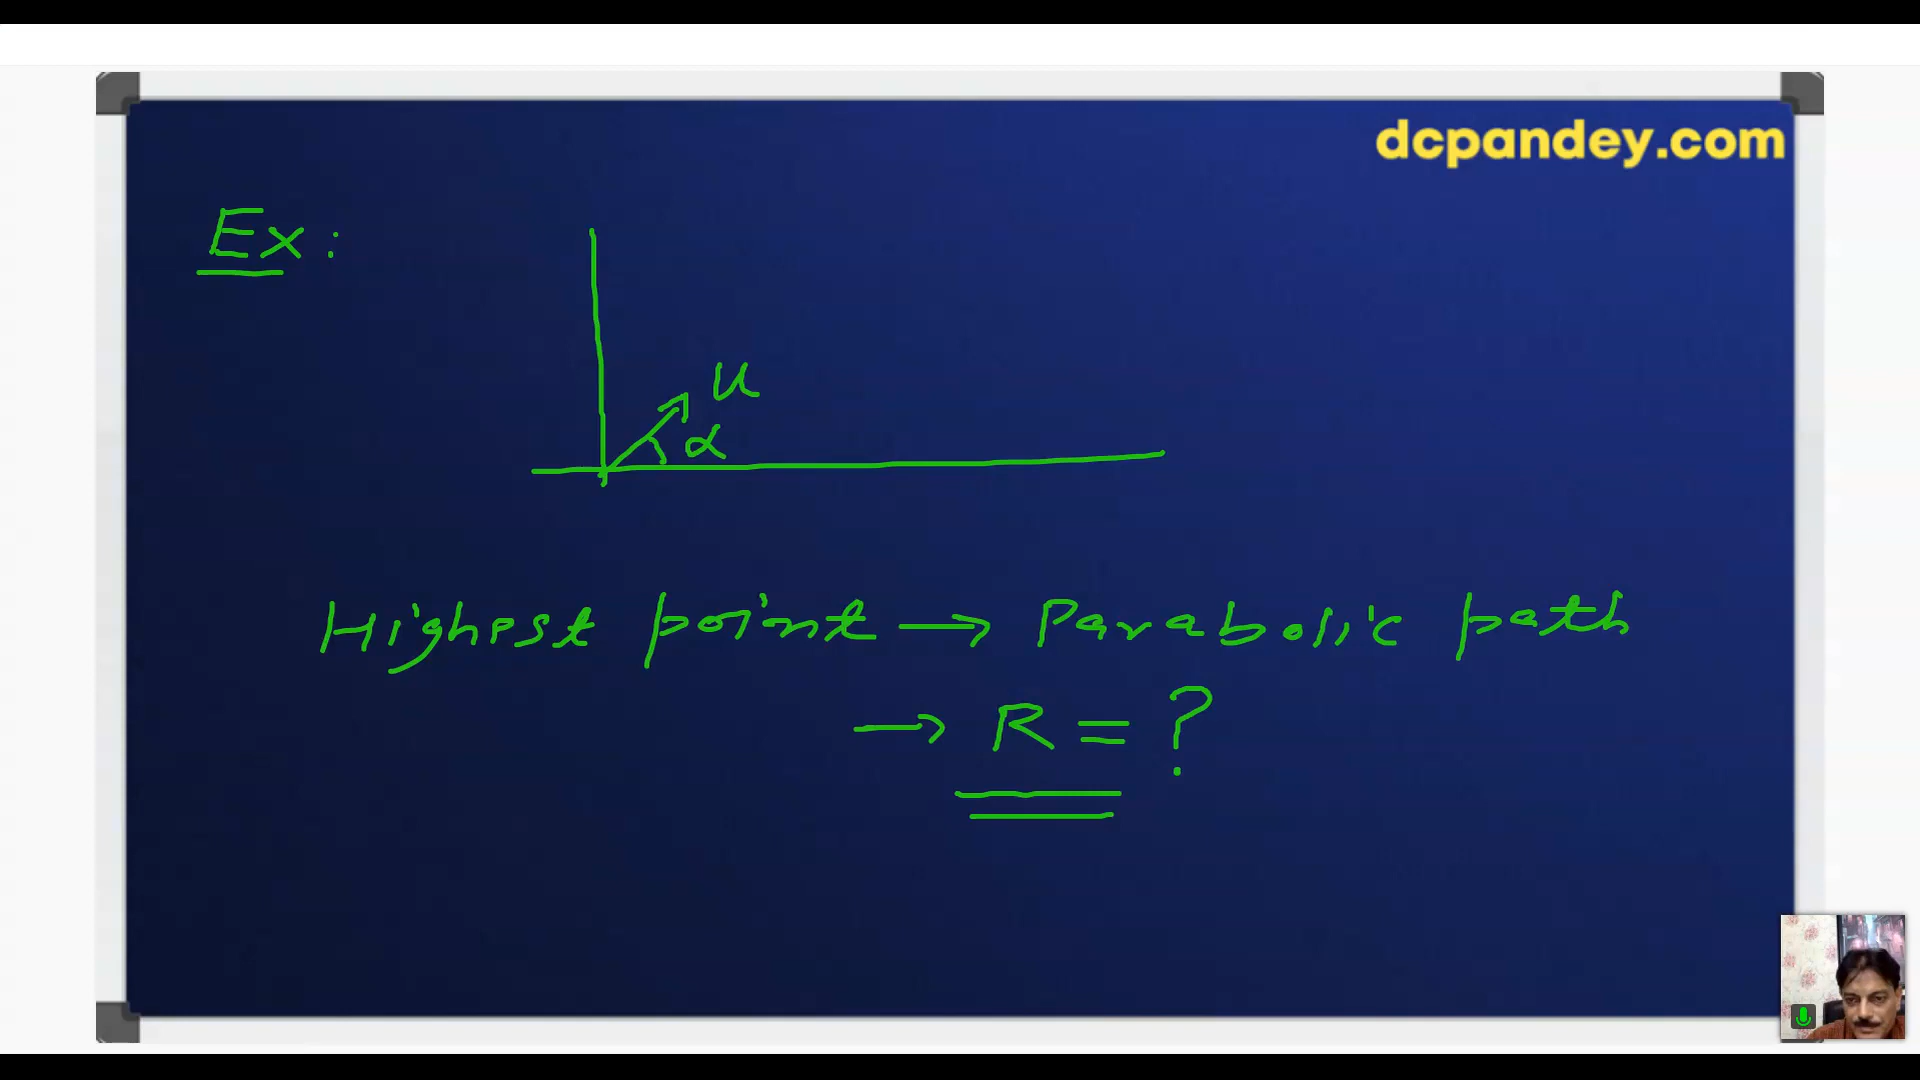 dcpandey.com
Ex:
u
α
Highest point → Parabolic path
→ R = ?